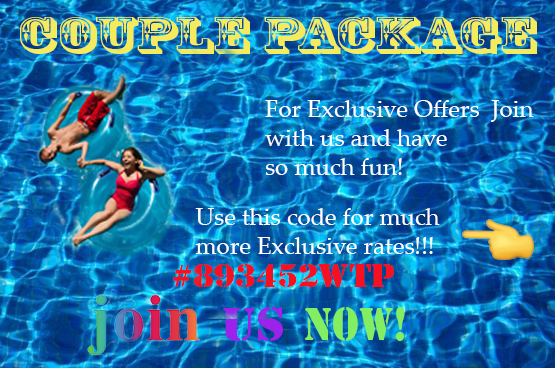 COUPLE PACKAGE
For Exclusive Offers Join
with us and have
so much fun!
Use this code for much
more Exclusive rates!!!
#893452WTP
join US NOW!